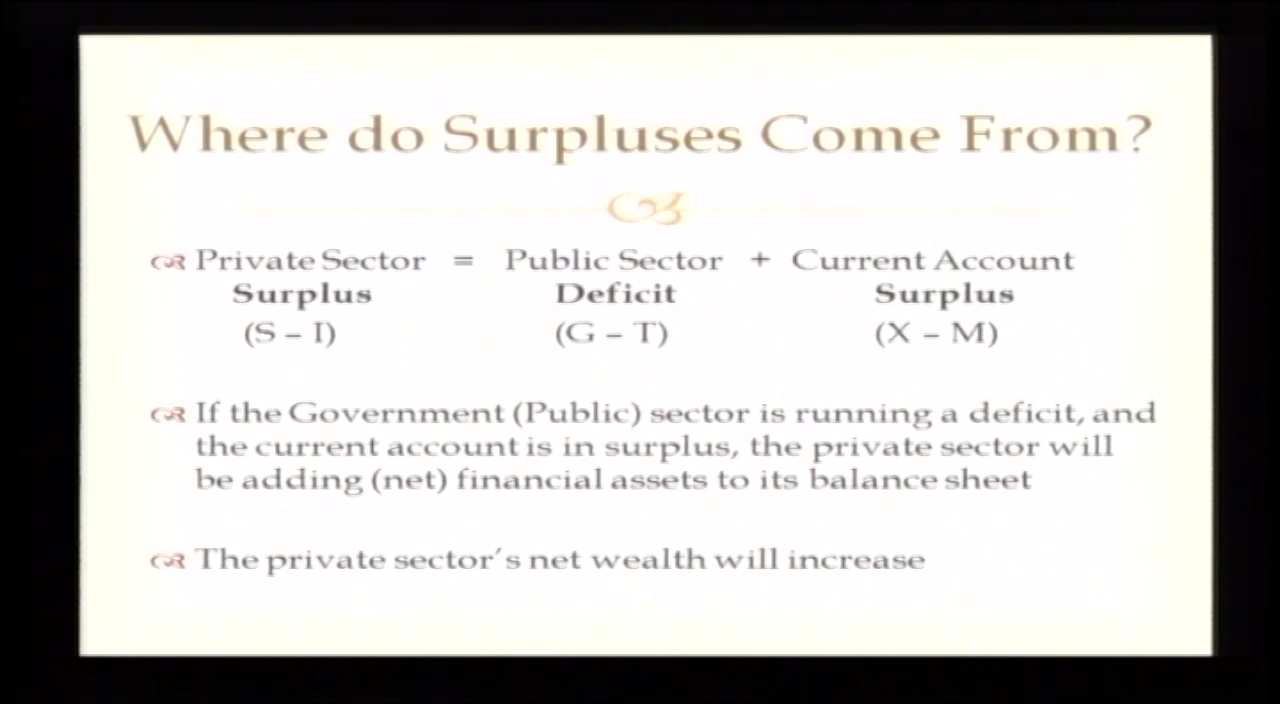 Where do Surpluses Come From?
Private Sector = Public Sector + Current Account
Surplus Deficit Surplus
(S – I) (G – T) (X – M)
If the Government (Public) sector is running a deficit, and
the current account is in surplus, the private sector will
be adding (net) financial assets to its balance sheet
The private sector's net wealth will increase